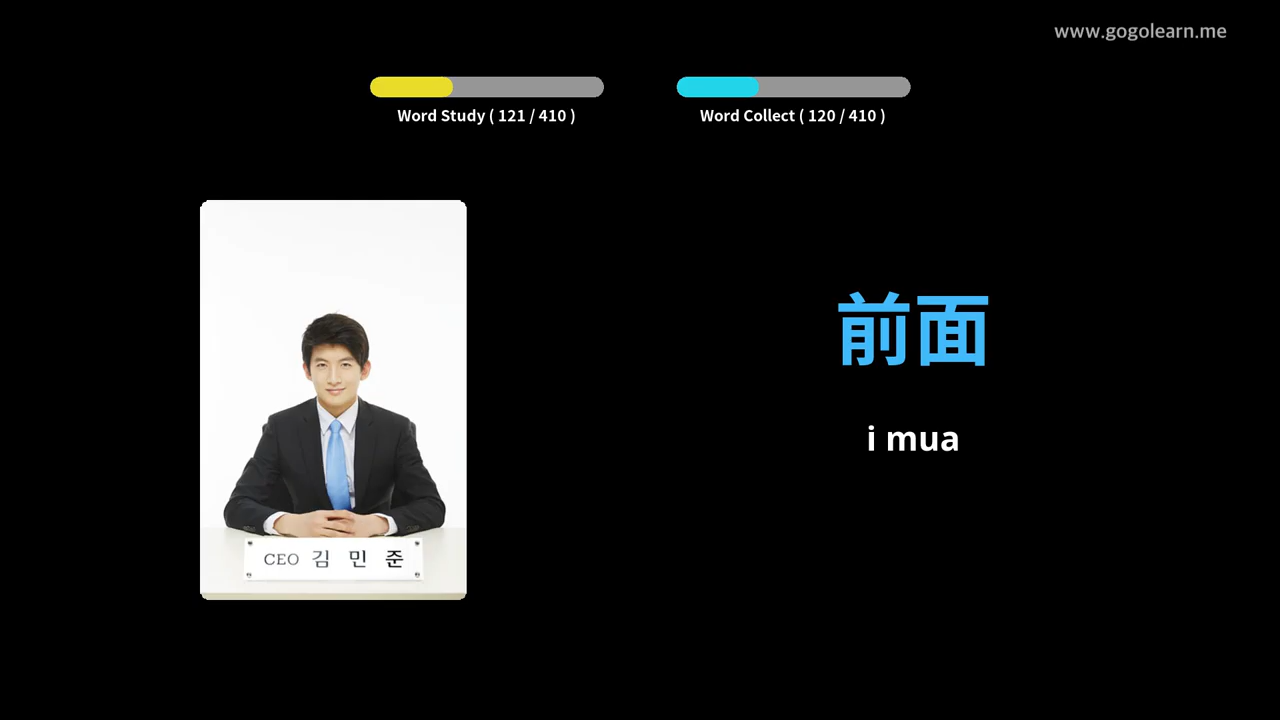 www.gogolearn.me
Word Study ( 121 / 410 )
Word Collect ( 120 / 410 )
前面
i mua
CEO 김 민 준